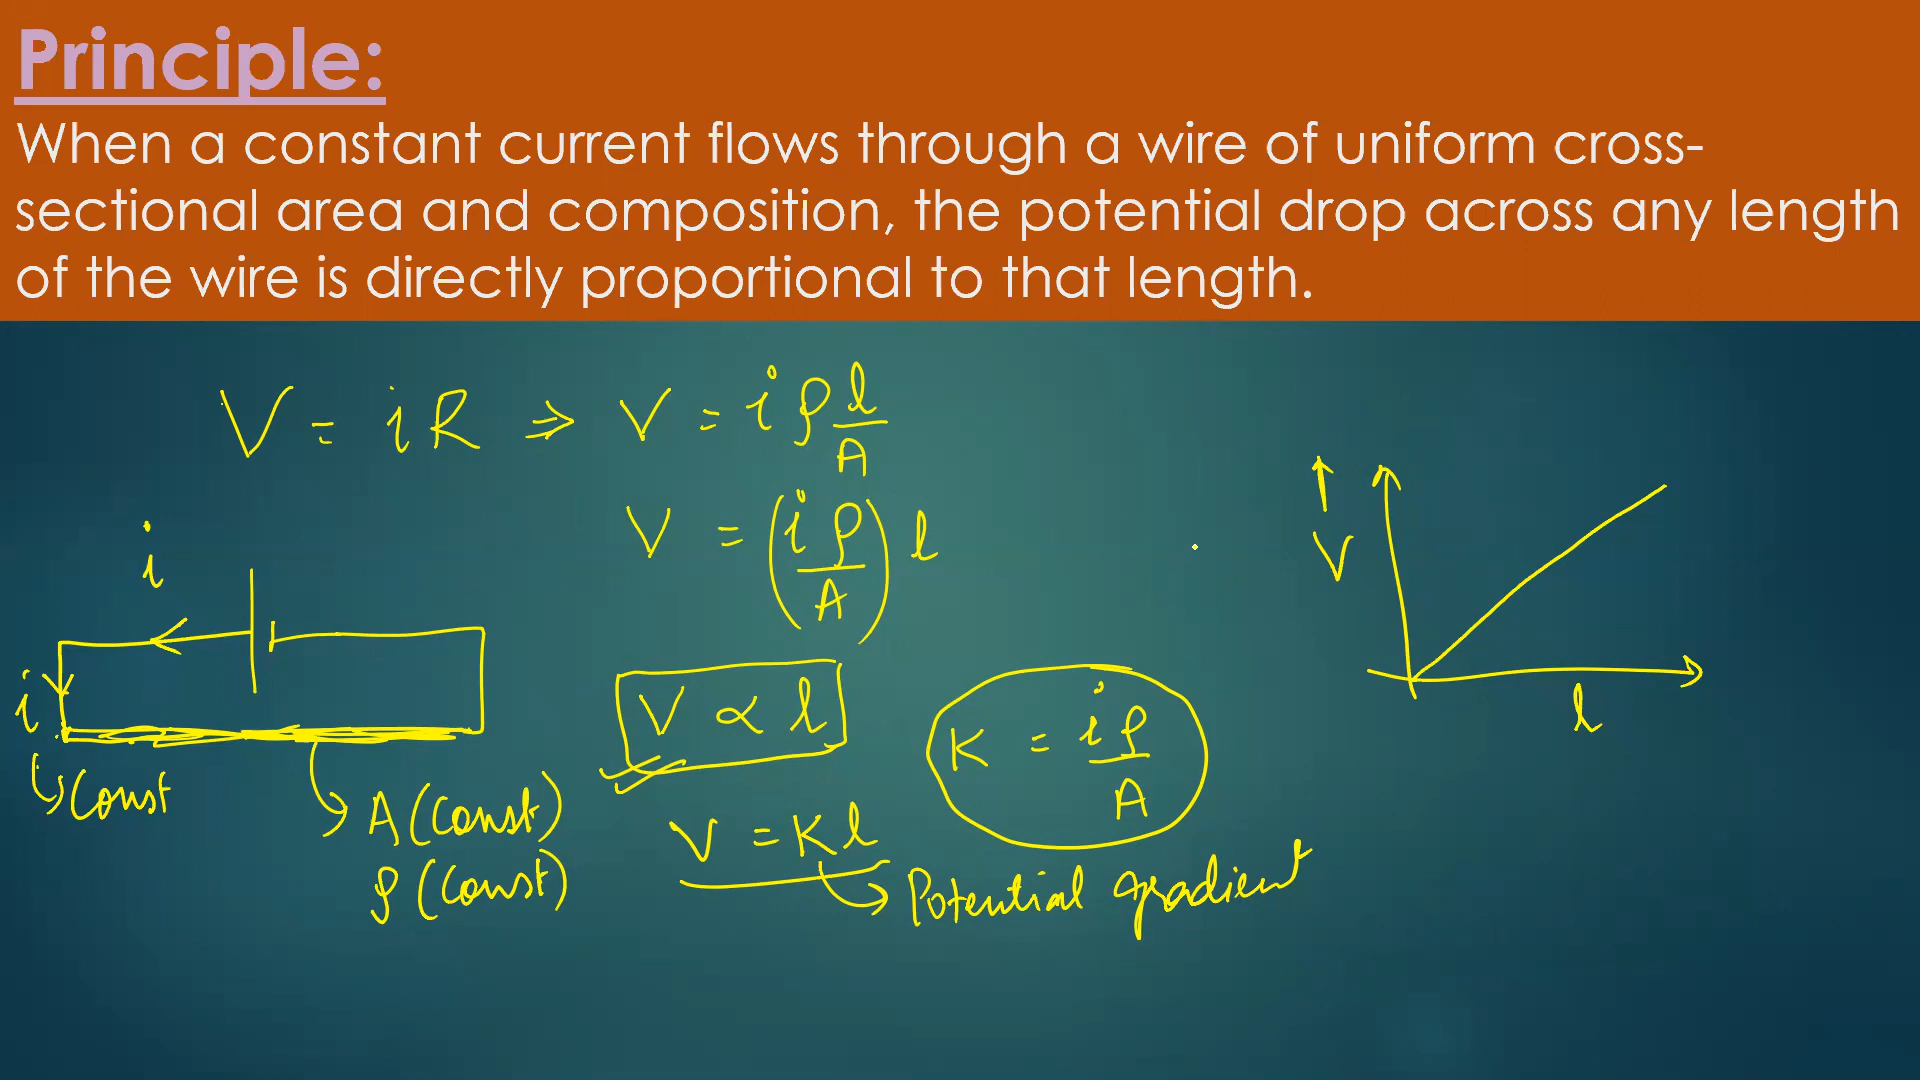 Principle:
When a constant current flows through a wire of uniform cross-
sectional area and composition, the potential drop across any length
of the wire is directly proportional to that length.
V = iR ⇒ V = iρ l/A
V = (iρ/A) l
i
i
Const
A (Const)
ρ (Const)
V ∝ l
V = Kl
K = iρ/A
Potential gradient
V
l